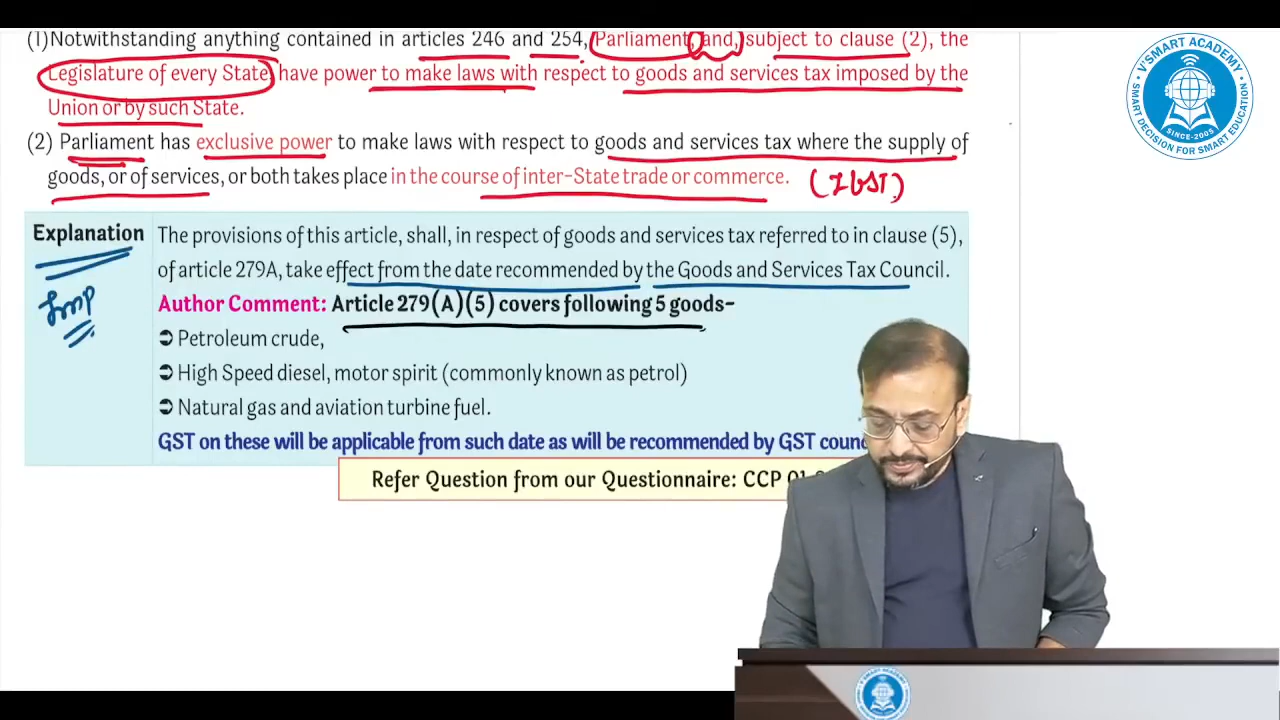 (1)Notwithstanding anything contained in articles 246 and 254, Parliament, and, subject to clause (2), the
Legislature of every State, have power to make laws with respect to goods and services tax imposed by the
Union or by such State.
(2) Parliament has exclusive power to make laws with respect to goods and services tax where the supply of
goods, or of services, or both takes place in the course of inter-State trade or commerce. (IGST)
Explanation
Imp
The provisions of this article, shall, in respect of goods and services tax referred to in clause (5),
of article 279A, take effect from the date recommended by the Goods and Services Tax Council.
Author Comment: Article 279(A)(5) covers following 5 goods-
➲ Petroleum crude,
➲ High Speed diesel, motor spirit (commonly known as petrol)
➲ Natural gas and aviation turbine fuel.
GST on these will be applicable from such date as will be recommended by GST
Refer Question from our Questionnaire: CCP
V'SMART ACADEMY
SINCE-2005
SMART DECISION FOR SMART EDUCATION